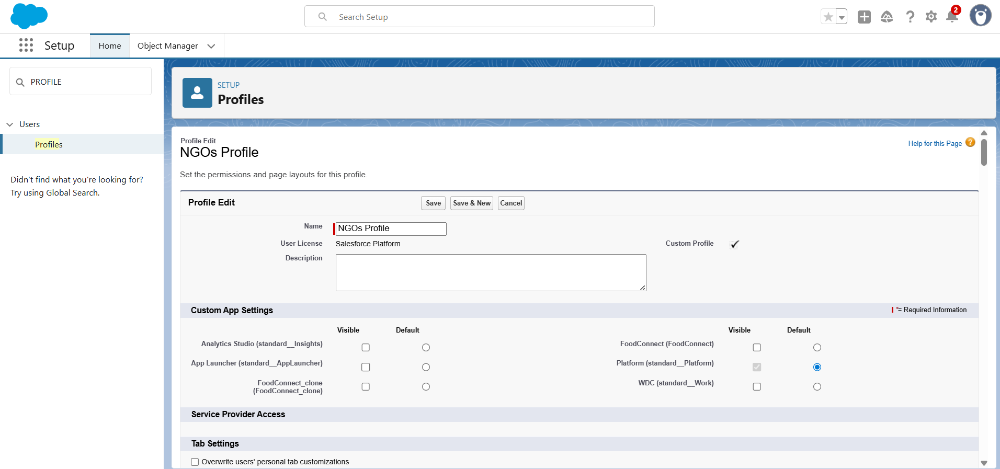 Search Setup
2
Setup
Home
Object Manager
PROFILE
Users
Profiles
Didn't find what you're looking for?
Try using Global Search.
SETUP
Profiles
Profile Edit
NGOs Profile
Help for this Page
?
Set the permissions and page layouts for this profile.
Profile Edit
Save
Save & New
Cancel
Name
NGOs Profile
User License
Salesforce Platform
Custom Profile
Description
Custom App Settings
*= Required Information
Visible
Default
Visible
Default
Analytics Studio (standard__Insights)
FoodConnect (FoodConnect)
App Launcher (standard__AppLauncher)
Platform (standard__Platform)
FoodConnect_clone
(FoodConnect_clone)
WDC (standard__Work)
Service Provider Access
Tab Settings
Overwrite users' personal tab customizations